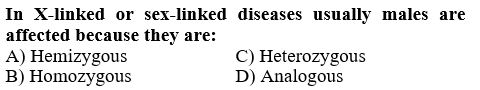 In X-linked or sex-linked diseases usually males are
affected because they are:
A) Hemizygous C) Heterozygous
B) Homozygous D) Analogous